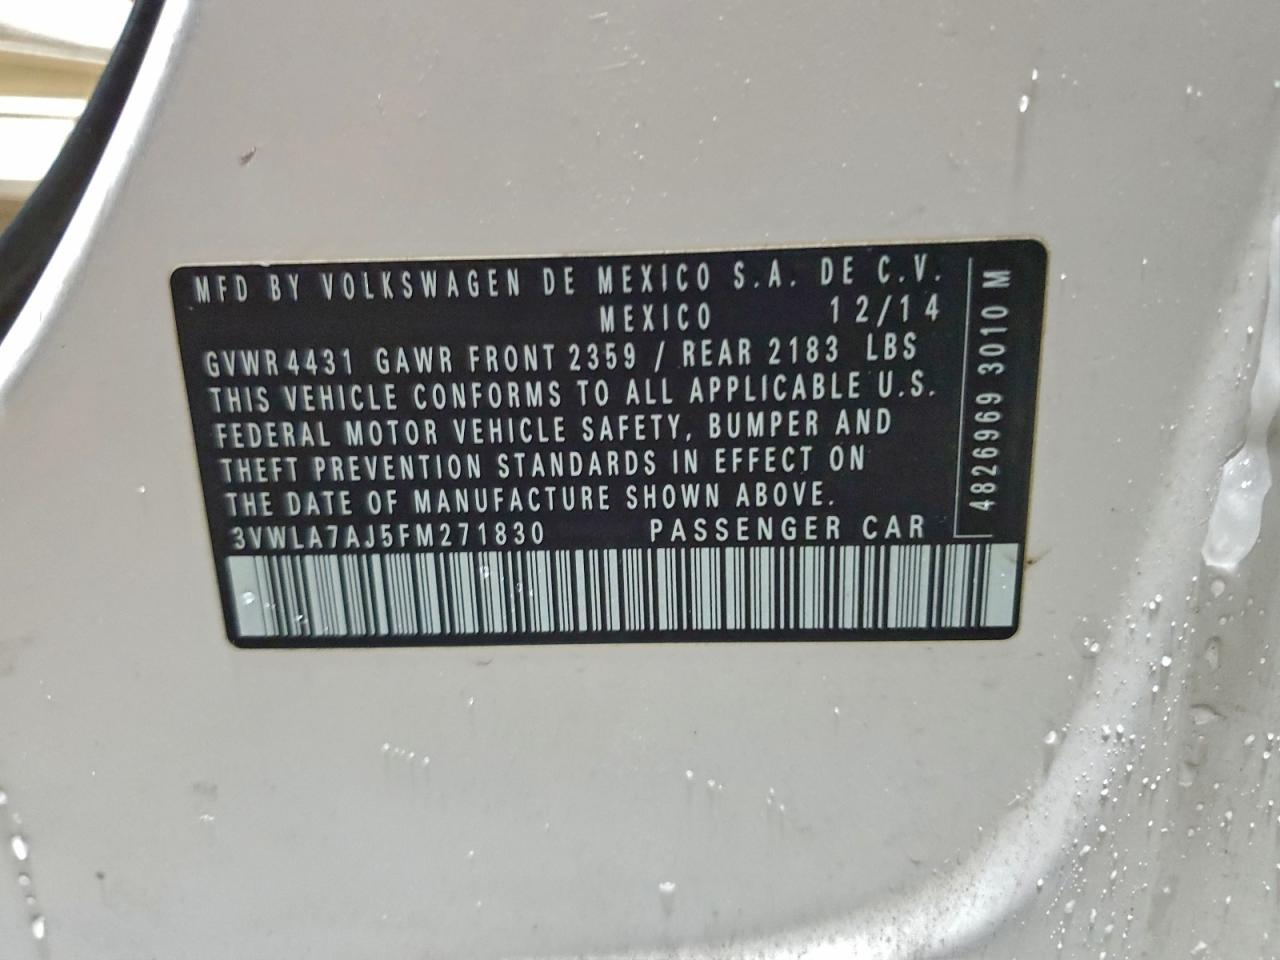 MFD BY VOLKSWAGEN DE MEXICO S.A. DE C.V.
MEXICO 12/14
GVWR 4431 GAWR FRONT 2359 / REAR 2183 LBS
THIS VEHICLE CONFORMS TO ALL APPLICABLE U.S.
FEDERAL MOTOR VEHICLE SAFETY, BUMPER AND
THEFT PREVENTION STANDARDS IN EFFECT ON
THE DATE OF MANUFACTURE SHOWN ABOVE.
3VWLA7AJ5FM271830 PASSENGER CAR
4826969 3010 M